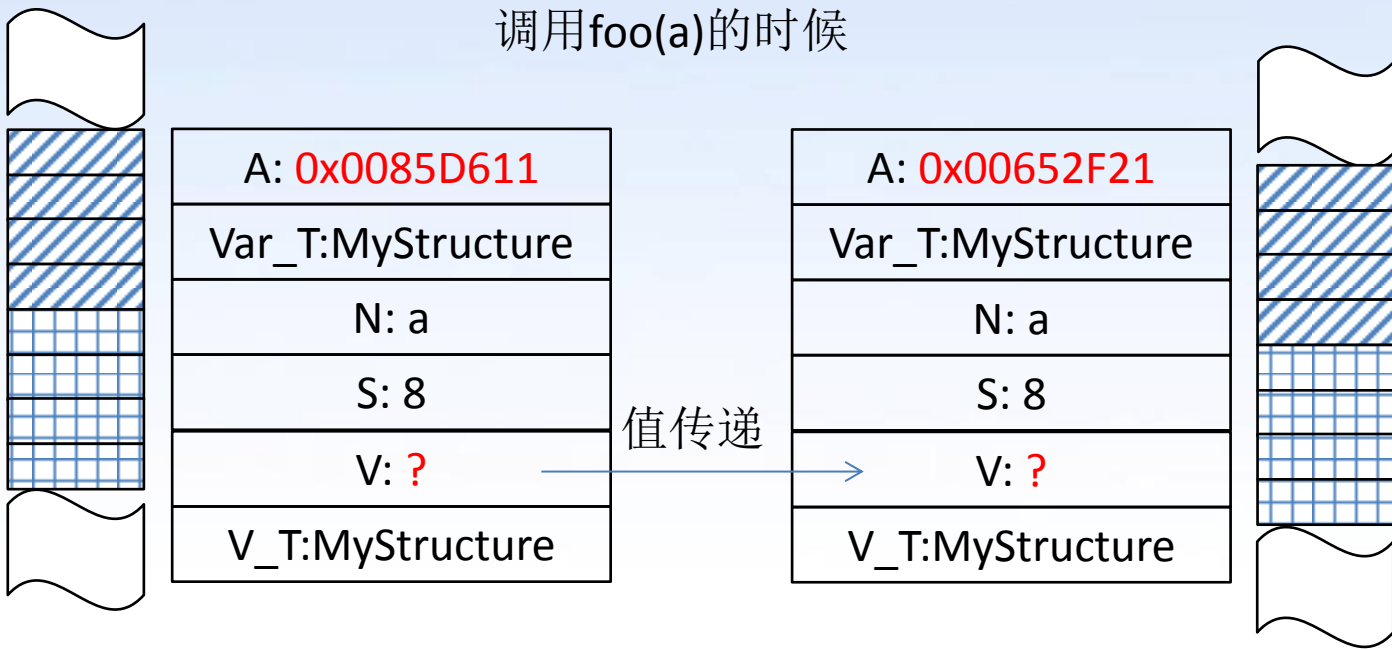 调用foo(a)的时候
A: 0x0085D611
Var_T:MyStructure
N: a
S: 8
V: ?
V_T:MyStructure
值传递
A: 0x00652F21
Var_T:MyStructure
N: a
S: 8
V: ?
V_T:MyStructure